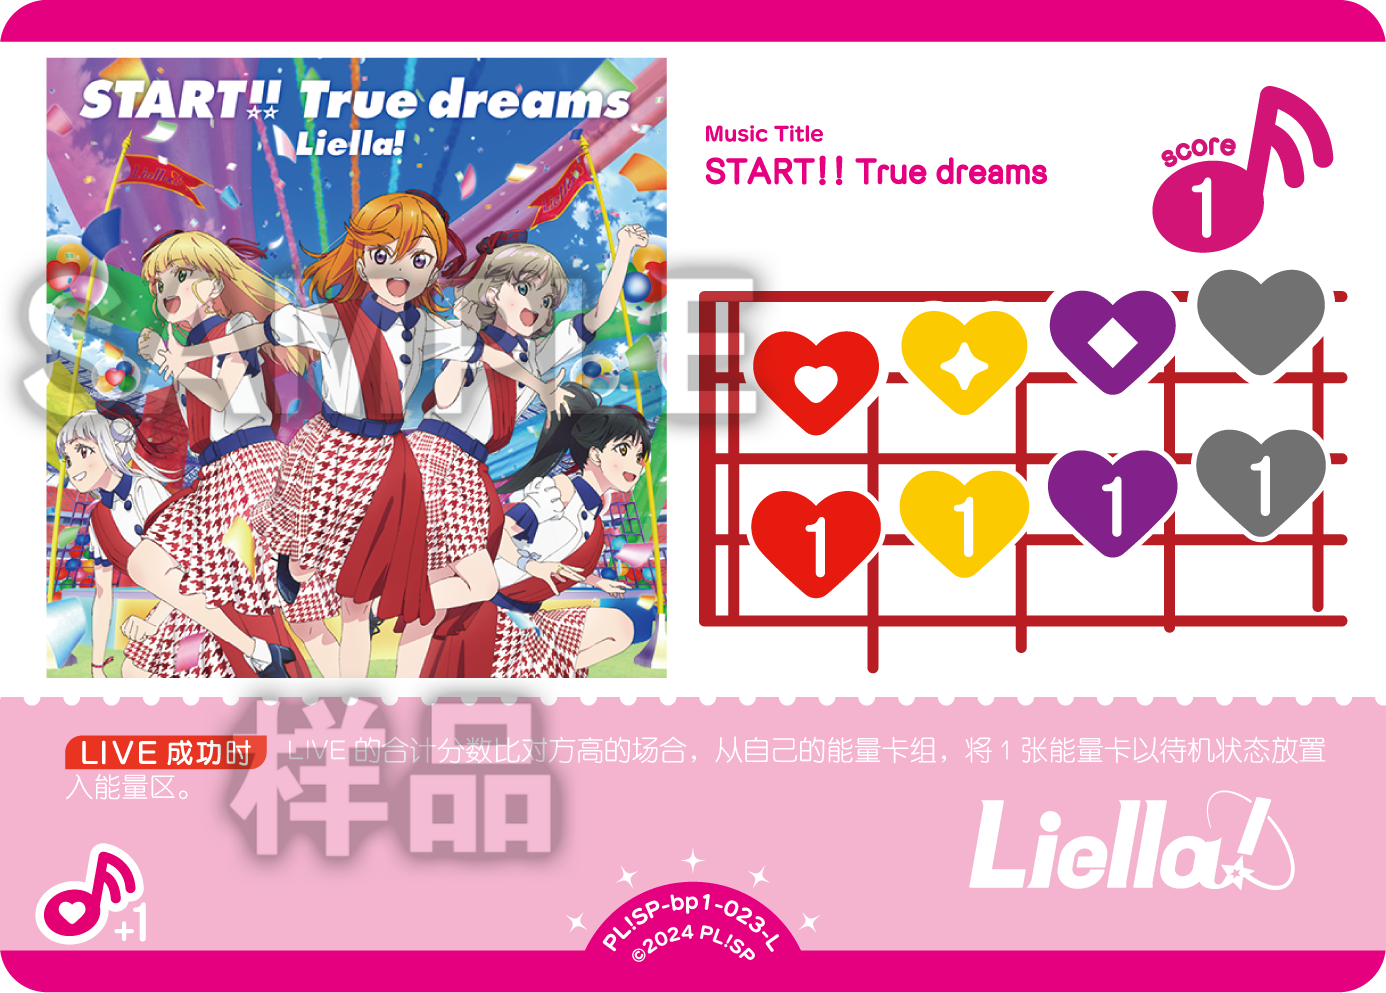 START!! True dreams
Liella!
Liella!
Liella!
Music Title
START!! True dreams
score
1
SAMPLE
1
1
1
1
样品
LIVE 成功时 LIVE 的合计分数比对方高的场合，从自己的能量卡组，将 1 张能量卡以待机状态放置
入能量区。
Liella!
+1
PL!SP-bp1-023-L
©2024 PL!SP